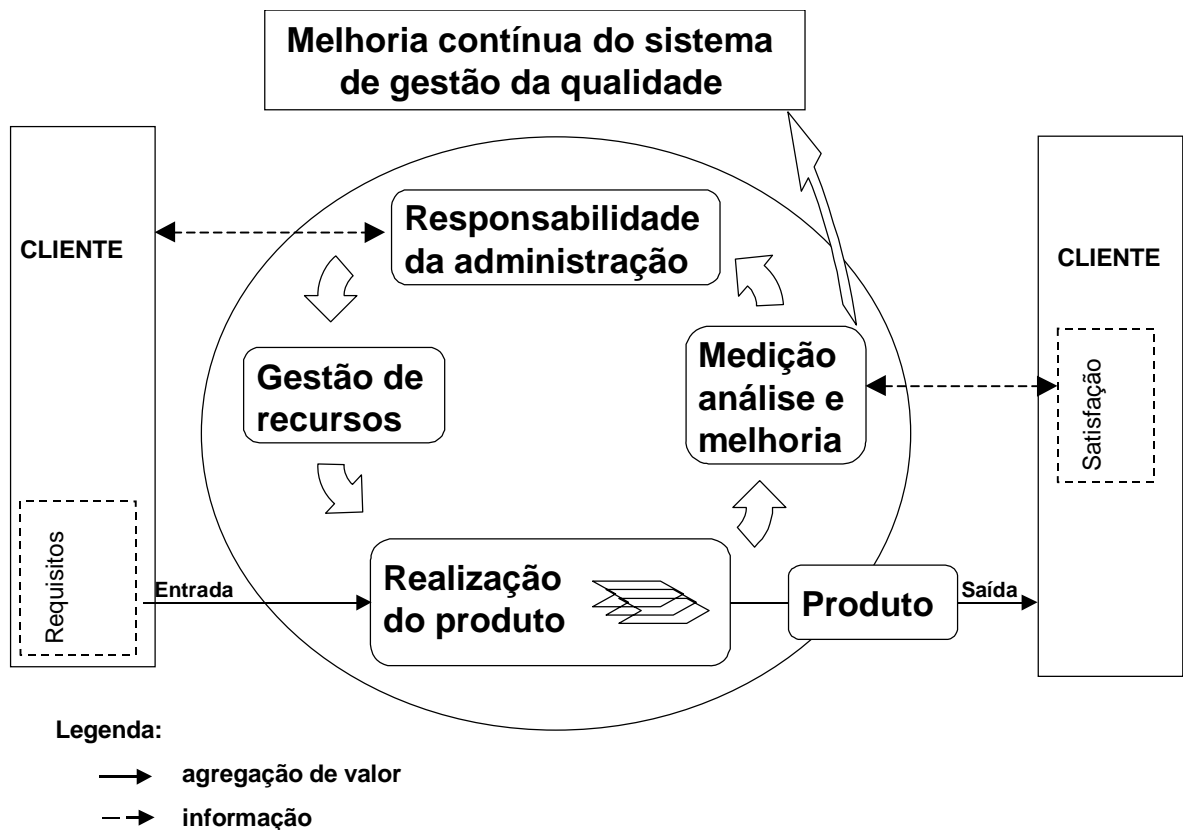 Melhoria contínua do sistema
de gestão da qualidade
CLIENTE
Responsabilidade
da administração
CLIENTE
Gestão de
recursos
Medição
análise e
melhoria
Satisfação
Requisitos
Entrada
Realização
do produto
Produto
Saída
Legenda:
agregação de valor
informação